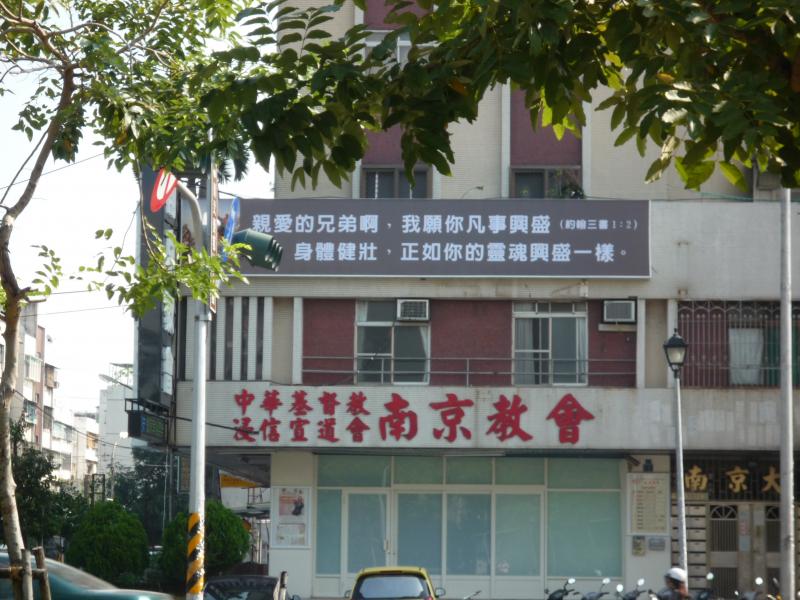 親愛的兄弟啊，我願你凡事興盛（約翰三書1:2）
身體健壯，正如你的靈魂興盛一樣。
中華基督教
浸信宣道會
南京教會
南京大